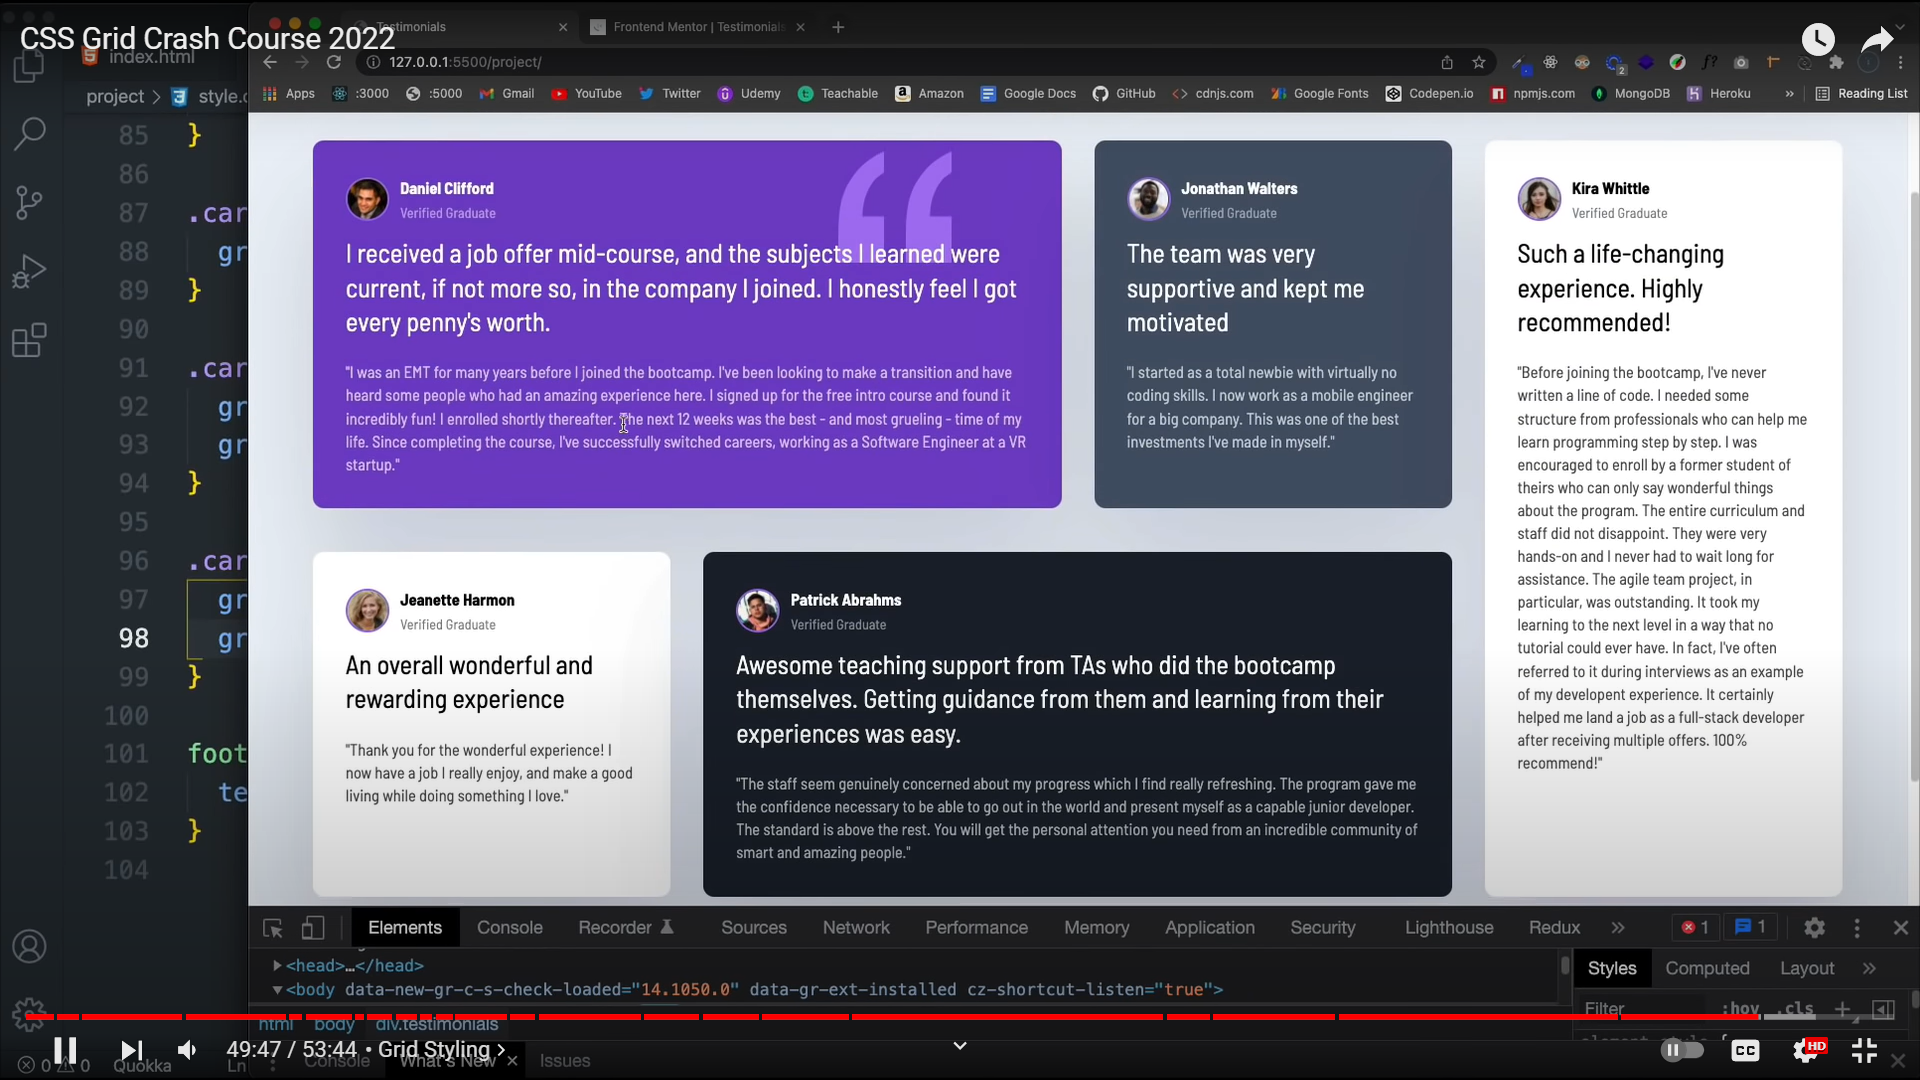 CSS Grid Crash Course 2022
index.html
project > style.c
Testimonials
Frontend Mentor | Testimonials
127.0.0.1:5500/project/
Apps
:3000
:5000
Gmail
YouTube
Twitter
Udemy
Teachable
Amazon
Google Docs
GitHub
cdnjs.com
Google Fonts
Codepen.io
npmjs.com
MongoDB
Heroku
»
Reading List
85 }
86
87 .car
88 gr
89 }
90
91 .car
92 gr
93 gr
94 }
95
96 .car
97 gr
98 gr
99 }
100
101 foot
102 te
103 }
104
Daniel Clifford
Verified Graduate
I received a job offer mid-course, and the subjects I learned were
current, if not more so, in the company I joined. I honestly feel I got
every penny's worth.
"I was an EMT for many years before I joined the bootcamp. I've been looking to make a transition and have
heard some people who had an amazing experience here. I signed up for the free intro course and found it
incredibly fun! I enrolled shortly thereafter. The next 12 weeks was the best - and most grueling - time of my
life. Since completing the course, I've successfully switched careers, working as a Software Engineer at a VR
startup."
Jonathan Walters
Verified Graduate
The team was very
supportive and kept me
motivated
"I started as a total newbie with virtually no
coding skills. I now work as a mobile engineer
for a big company. This was one of the best
investments I've made in myself."
Kira Whittle
Verified Graduate
Such a life-changing
experience. Highly
recommended!
"Before joining the bootcamp, I've never
written a line of code. I needed some
structure from professionals who can help me
learn programming step by step. I was
encouraged to enroll by a former student of
theirs who can only say wonderful things
about the program. The entire curriculum and
staff did not disappoint. They were very
hands-on and I never had to wait long for
assistance. The agile team project, in
particular, was outstanding. It took my
learning to the next level in a way that no
tutorial could ever have. In fact, I've often
referred to it during interviews as an example
of my developent experience. It certainly
helped me land a job as a full-stack developer
after receiving multiple offers. 100%
recommend!"
Jeanette Harmon
Verified Graduate
An overall wonderful and
rewarding experience
"Thank you for the wonderful experience! I
now have a job I really enjoy, and make a good
living while doing something I love."
Patrick Abrahms
Verified Graduate
Awesome teaching support from TAs who did the bootcamp
themselves. Getting guidance from them and learning from their
experiences was easy.
"The staff seem genuinely concerned about my progress which I find really refreshing. The program gave me
the confidence necessary to be able to go out in the world and present myself as a capable junior developer.
The standard is above the rest. You will get the personal attention you need from an incredible community of
smart and amazing people."
Elements
Console
Recorder
Sources
Network
Performance
Memory
Application
Security
Lighthouse
Redux
»
1
1
<head>…</head>
<body data-new-gr-c-s-check-loaded="14.1050.0" data-gr-ext-installed cz-shortcut-listen="true">
Styles
Computed
Layout
»
Filter
:hov
.cls
html
body
div.testimonials
49:47 / 53:44 • Grid Styling
CC
HD
0 0
Quokka
Ln
Console
What's New
Issues